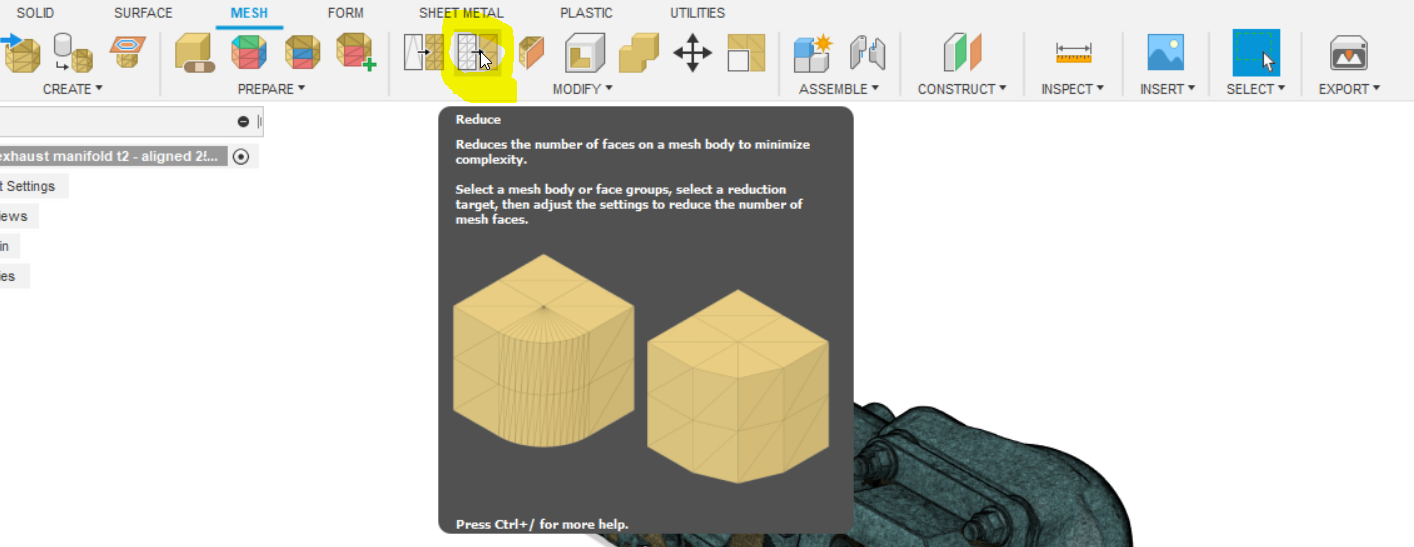 SOLID
SURFACE
MESH
FORM
SHEET METAL
PLASTIC
UTILITIES
CREATE
PREPARE
MODIFY
ASSEMBLE
CONSTRUCT
INSPECT
INSERT
SELECT
EXPORT
exhaust manifold t2 - aligned 2!...
t Settings
iews
in
ies
Reduce
Reduces the number of faces on a mesh body to minimize
complexity.
Select a mesh body or face groups, select a reduction
target, then adjust the settings to reduce the number of
mesh faces.
Press Ctrl+/ for more help.